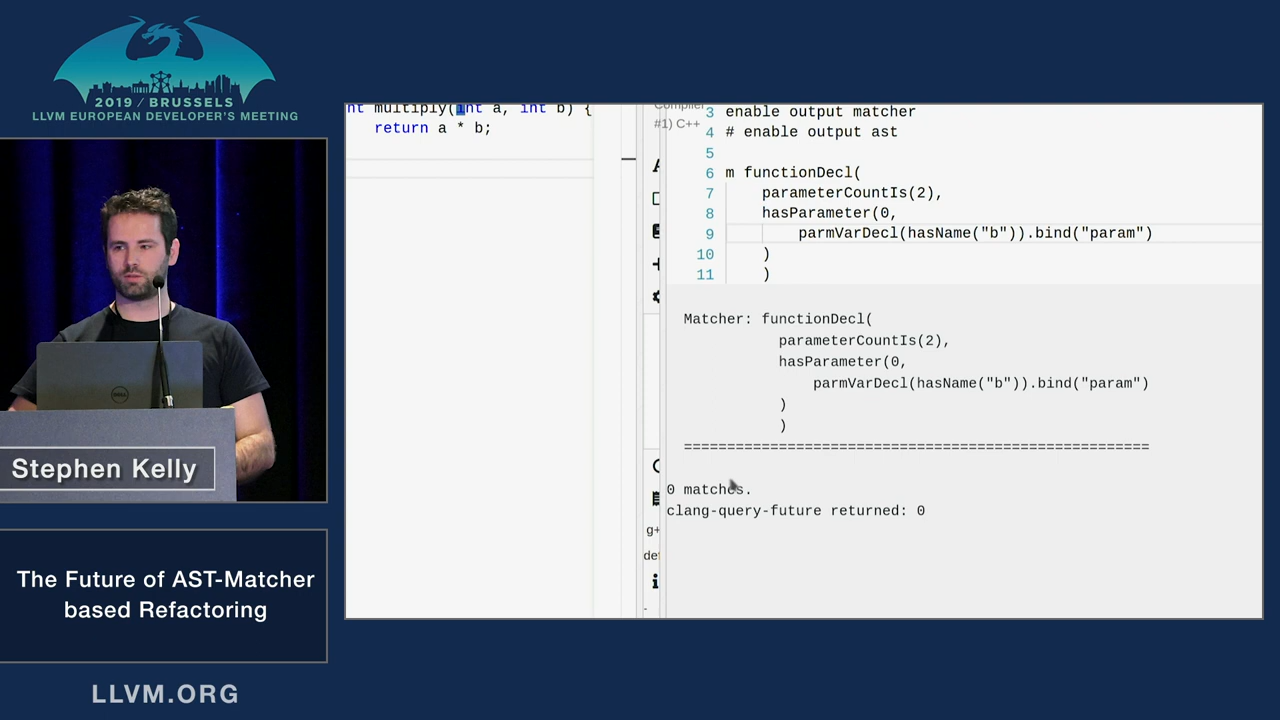 2019 / BRUSSELS
LLVM EUROPEAN DEVELOPER'S MEETING
DELL
Stephen Kelly
The Future of AST-Matcher
based Refactoring
LLVM.ORG
nt multiply(int a, int b) {
return a * b;
#1) C++
g+
def
3 enable output matcher
4 # enable output ast
5
6 m functionDecl(
7 parameterCountIs(2),
8 hasParameter(0,
9 parmVarDecl(hasName("b")).bind("param")
10 )
11 )
Matcher: functionDecl(
parameterCountIs(2),
hasParameter(0,
parmVarDecl(hasName("b")).bind("param")
)
)
======================================================
0 matches.
clang-query-future returned: 0